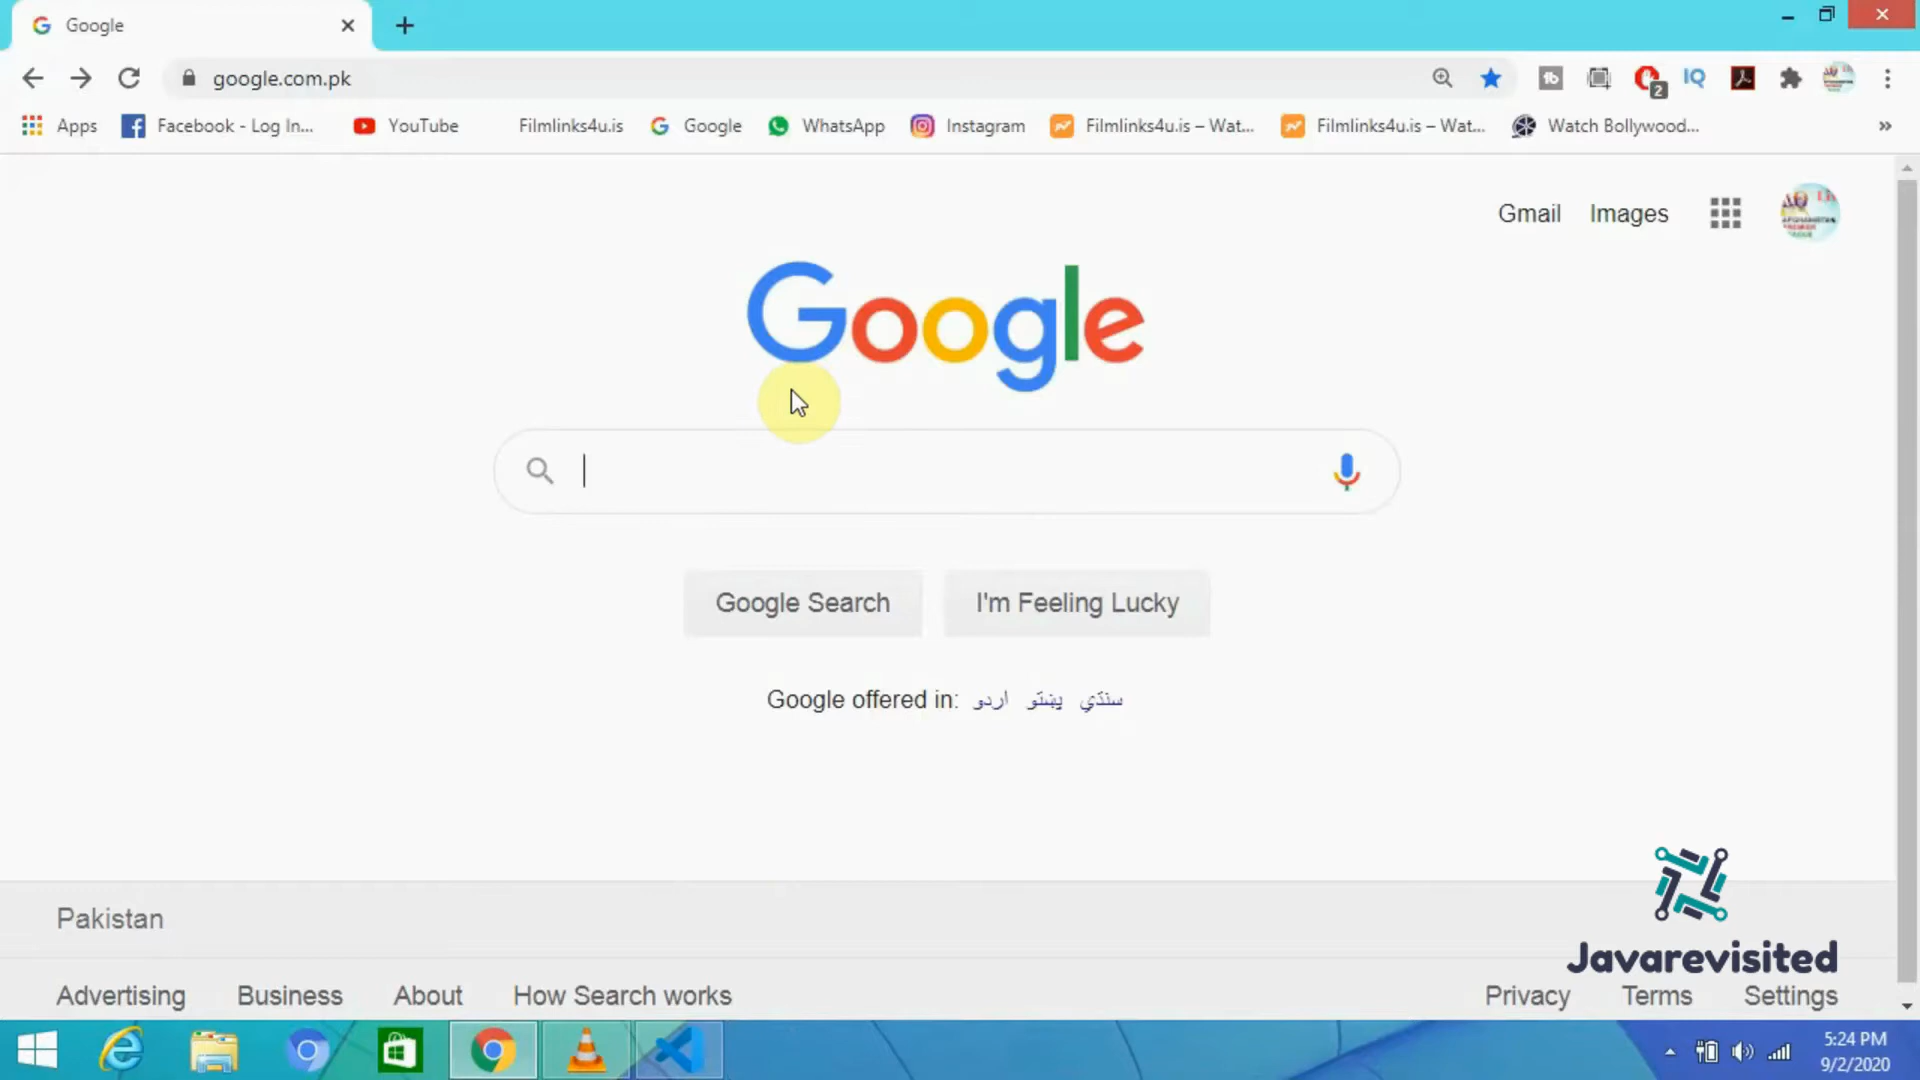 Google
google.com.pk
2
IQ
Apps
Facebook - Log In...
YouTube
Filmlinks4u.is
Google
WhatsApp
Instagram
Filmlinks4u.is – Wat...
Filmlinks4u.is – Wat...
Watch Bollywood...
»
Gmail
Images
Google
Google Search
I'm Feeling Lucky
Google offered in: اردو پښتو سنڌي
Pakistan
Javarevisited
Advertising
Business
About
How Search works
Privacy
Terms
Settings
5:24 PM
9/2/2020